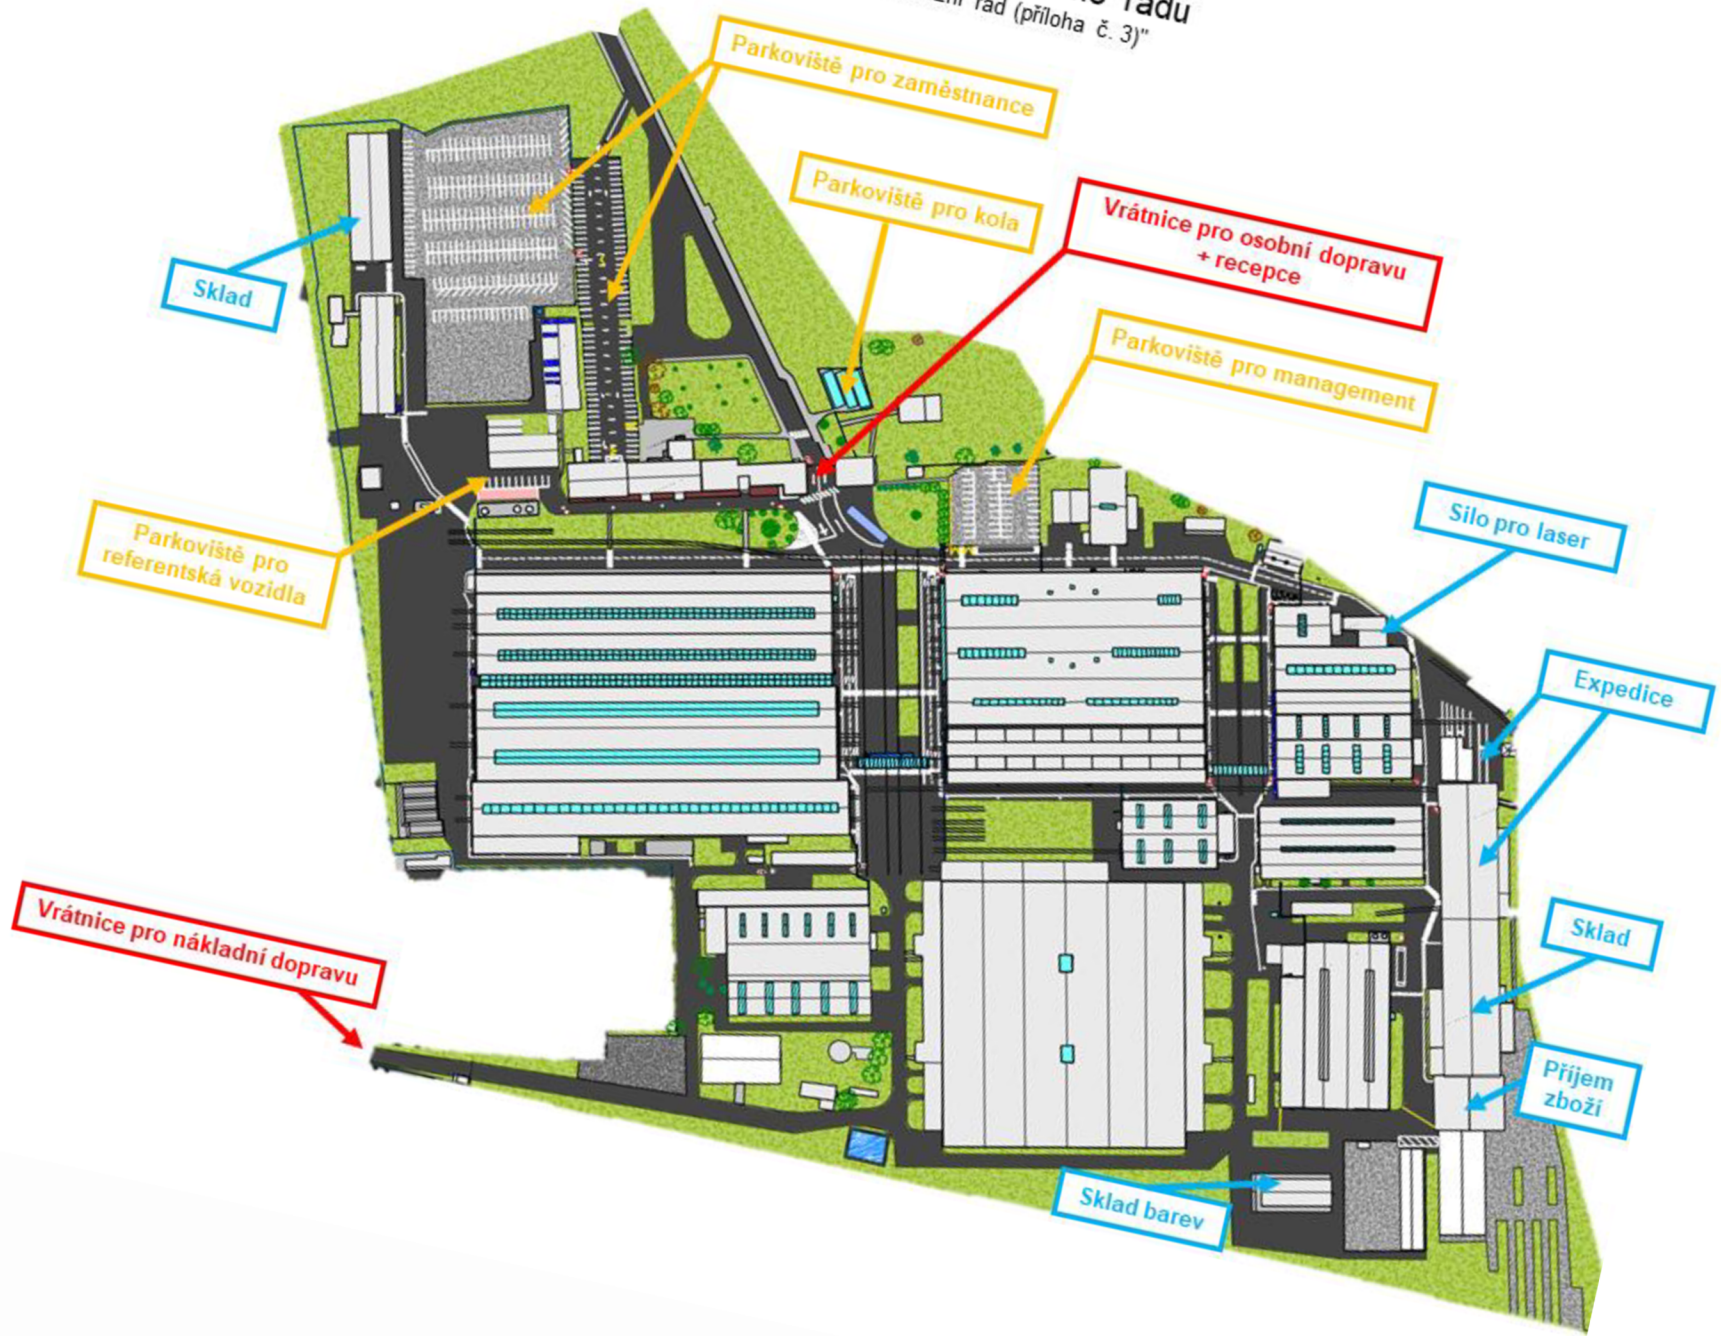 řádu
řád (příloha č. 3)"
Parkoviště pro zaměstnance
Parkoviště pro kola
Vrátnice pro osobní dopravu
+ recepce
Parkoviště pro management
Sklad
Parkoviště pro
referentská vozidla
Silo pro laser
Expedice
Vrátnice pro nákladní dopravu
Sklad
Příjem
zboží
Sklad barev